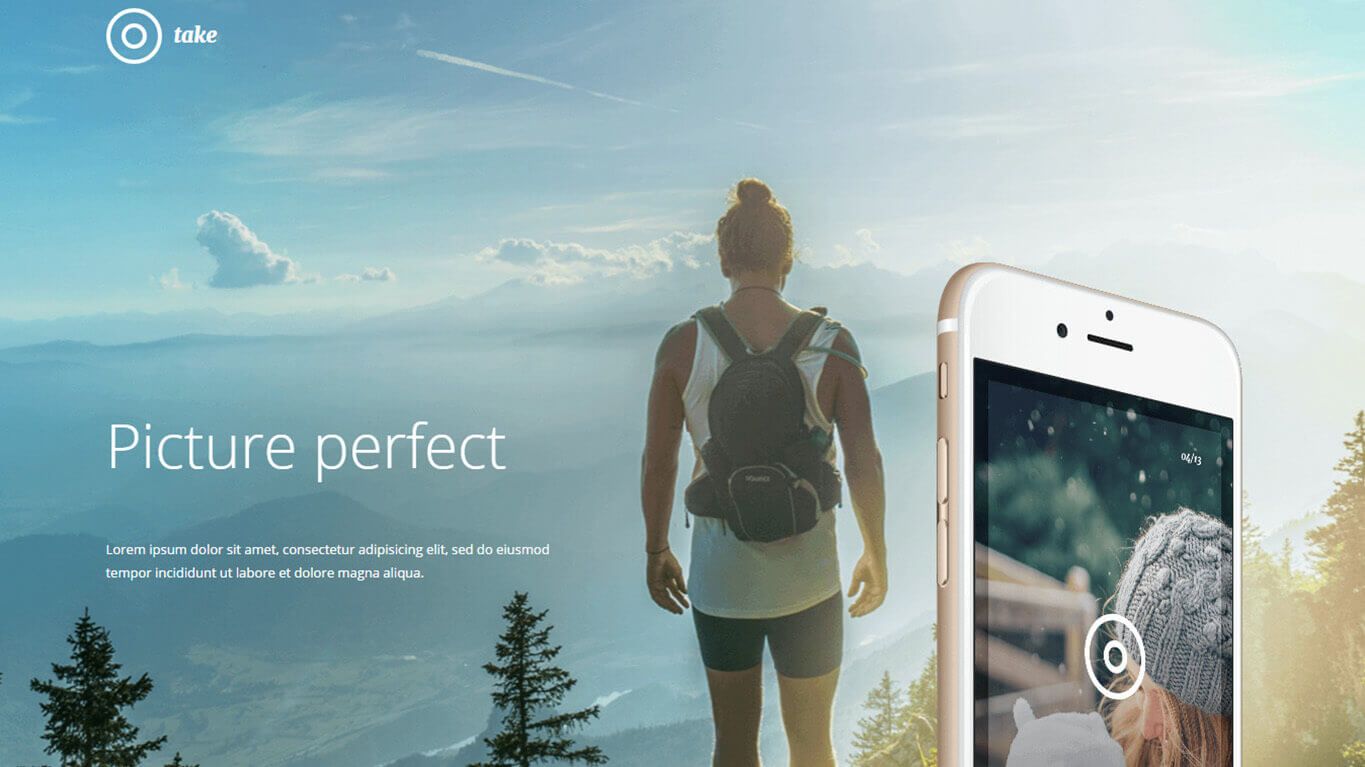 take
Picture perfect
Lorem ipsum dolor sit amet, consectetur adipisicing elit, sed do eiusmod
tempor incididunt ut labore et dolore magna aliqua.
04/13